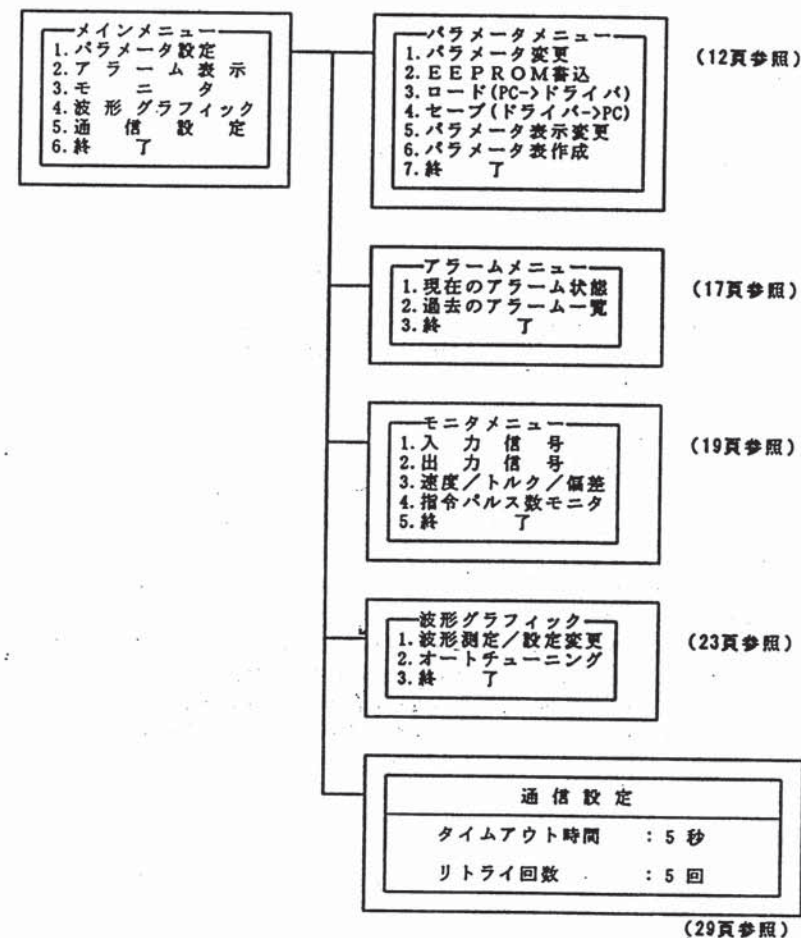 メインメニュー
1.パラメータ設定
2.アラーム表示
3.モニタ
4.波形グラフィック
5.通信設定
6.終了
パラメータメニュー
1.パラメータ変更
2.EEPROM書込
3.ロード(PC->ドライバ)
4.セーブ(ドライバ->PC)
5.パラメータ表示変更
6.パラメータ表作成
7.終了
(12頁参照)
アラームメニュー
1.現在のアラーム状態
2.過去のアラーム一覧
3.終了
(17頁参照)
モニタメニュー
1.入力信号
2.出力信号
3.速度/トルク/偏差
4.指令パルス数モニタ
5.終了
(19頁参照)
波形グラフィック
1.波形測定/設定変更
2.オートチューニング
3.終了
(23頁参照)
通信設定
タイムアウト時間 :5 秒
リトライ回数 :5 回
(29頁参照)